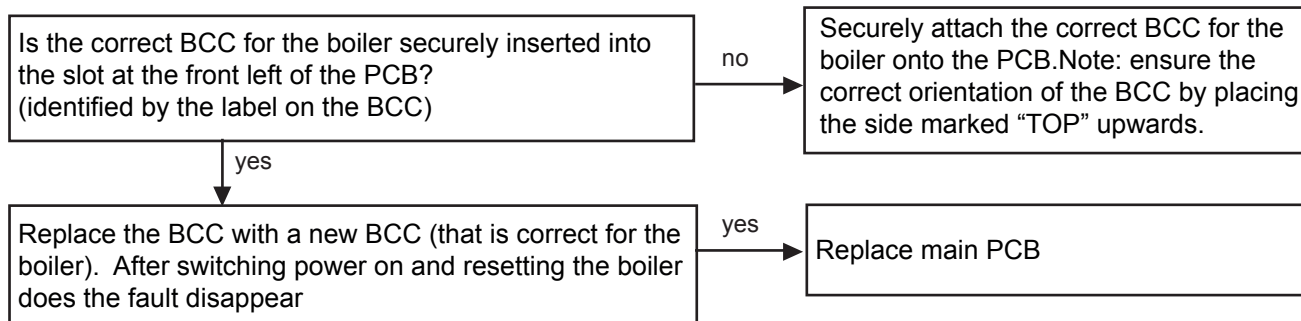 Is the correct BCC for the boiler securely inserted into
the slot at the front left of the PCB?
(identified by the label on the BCC)
no
Securely attach the correct BCC for the
boiler onto the PCB.Note: ensure the
correct orientation of the BCC by placing
the side marked “TOP” upwards.
yes
Replace the BCC with a new BCC (that is correct for the
boiler).  After switching power on and resetting the boiler
does the fault disappear
yes
Replace main PCB